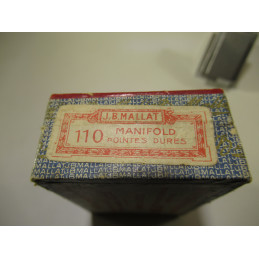 J.B.MALLAT
110 MANIFOLD
POINTES DURES